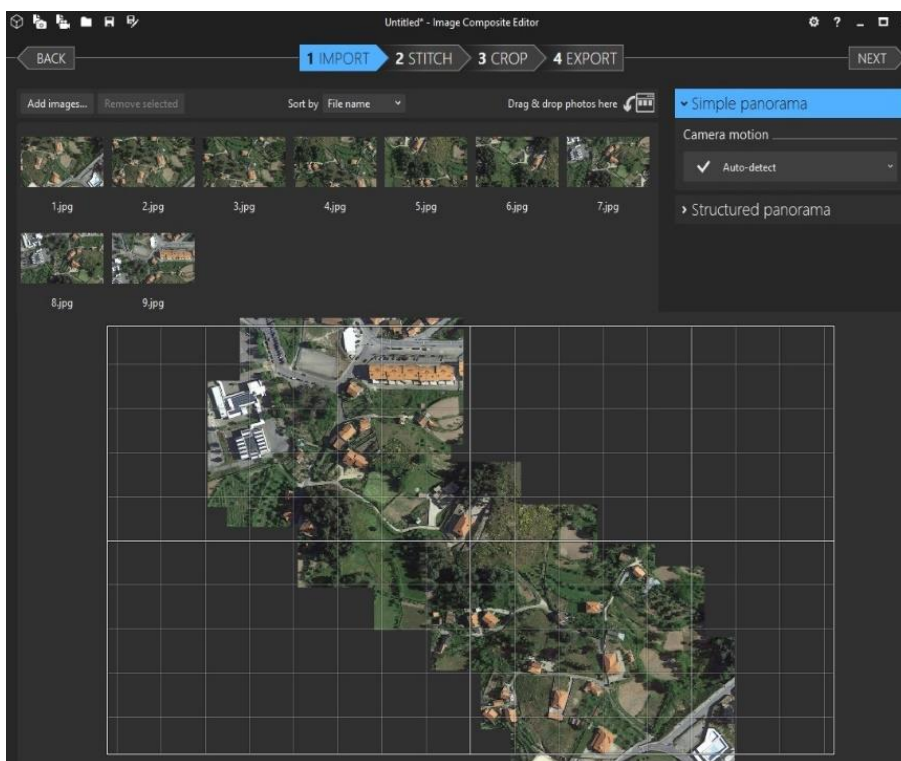 Untitled* - Image Composite Editor
?
BACK
1 IMPORT 2 STITCH 3 CROP 4 EXPORT
NEXT
Add images... Remove selected Sort by File name Drag & drop photos here
Simple panorama
Camera motion
Auto-detect
Structured panorama
1.jpg 2.jpg 3.jpg 4.jpg 5.jpg 6.jpg 7.jpg
8.jpg 9.jpg